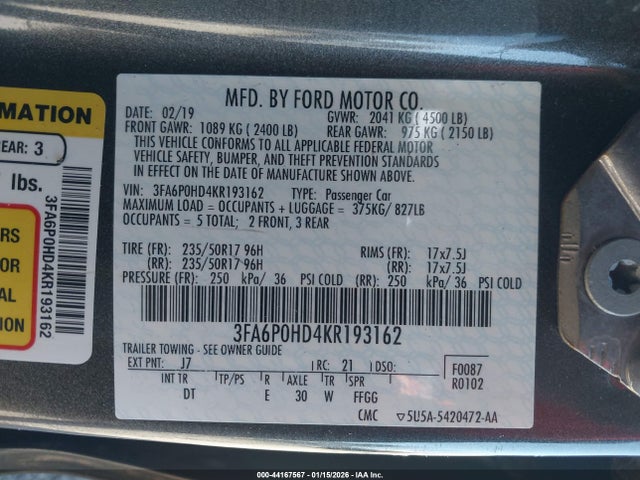 RMATION
REAR: 3
lbs.
RS
OR
AL
S
3FA6P0HD4KR193162
MFD. BY FORD MOTOR CO.
DATE: 02/19 GVWR: 2041 KG ( 4500 LB)
FRONT GAWR: 1089 KG ( 2400 LB) REAR GAWR: 975 KG ( 2150 LB)
THIS VEHICLE CONFORMS TO ALL APPLICABLE FEDERAL MOTOR
VEHICLE SAFETY, BUMPER, AND THEFT PREVENTION STANDARDS
IN EFFECT ON THE DATE OF MANUFACTURE SHOWN ABOVE.
VIN: 3FA6P0HD4KR193162 TYPE: Passenger Car
MAXIMUM LOAD = OCCUPANTS + LUGGAGE = 375KG/ 827LB
OCCUPANTS = 5 TOTAL; 2 FRONT, 3 REAR
TIRE (FR): 235/50R17 96H RIMS (FR): 17x7.5J
(RR): 235/50R17 96H (RR): 17x7.5J
PRESSURE (FR): 250 kPa/ 36 PSI COLD (RR): 250 kPa/ 36 PSI COLD
3FA6P0HD4KR193162
TRAILER TOWING - SEE OWNER GUIDE
EXT PNT: J7 RC: 21 DSO: F0087
R0102
INT TR TP/PS R AXLE TR SPR
DT E 30 W FFGG
CMC ▽5U5A-5420472-AA
000-44167567 --- 01/15/2026 --- IAA Inc.